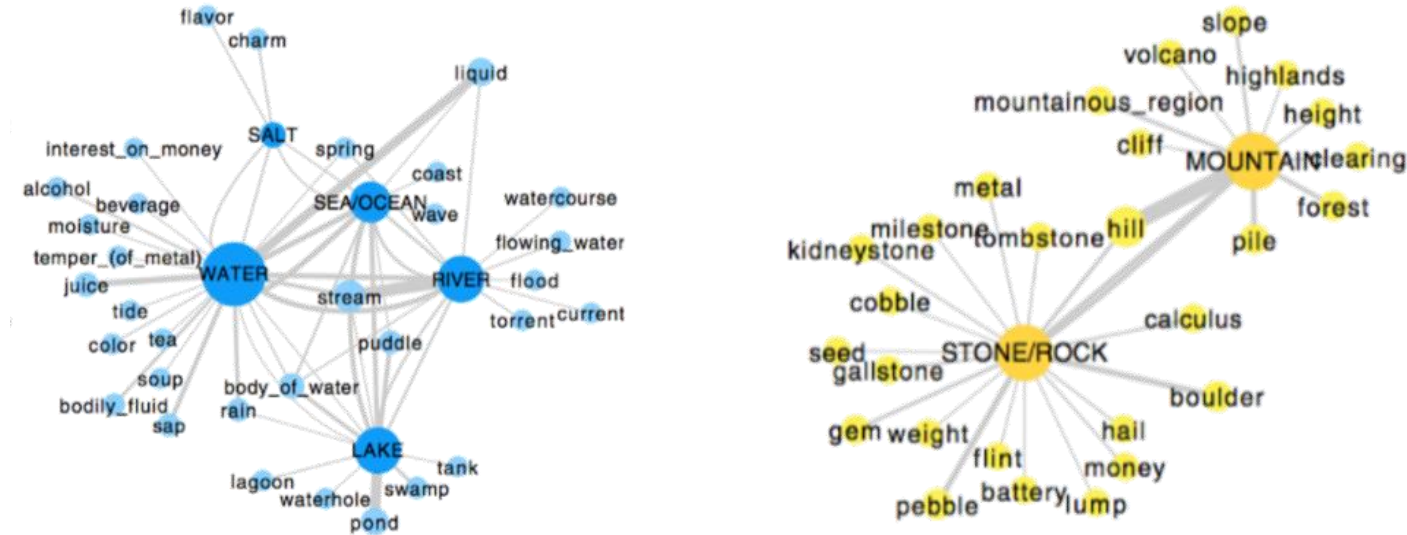 flavor
charm
liquid
SALT
interest_on_money
spring
coast
alcohol
beverage
SEA/OCEAN
wave
watercourse
moisture
flowing_water
temper_(of_metal)
WATER
RIVER
flood
juice
stream
tide
torrent
current
color
tea
puddle
soup
body_of_water
bodily_fluid
rain
sap
LAKE
tank
lagoon
swamp
waterhole
pond
slope
volcano
highlands
mountainous_region
height
cliff
MOUNTAIN
clearing
metal
forest
milestone
tombstone
hill
pile
kidneystone
cobble
calculus
seed
STONE/ROCK
gallstone
boulder
gem
weight
hail
flint
money
pebble
battery
lump